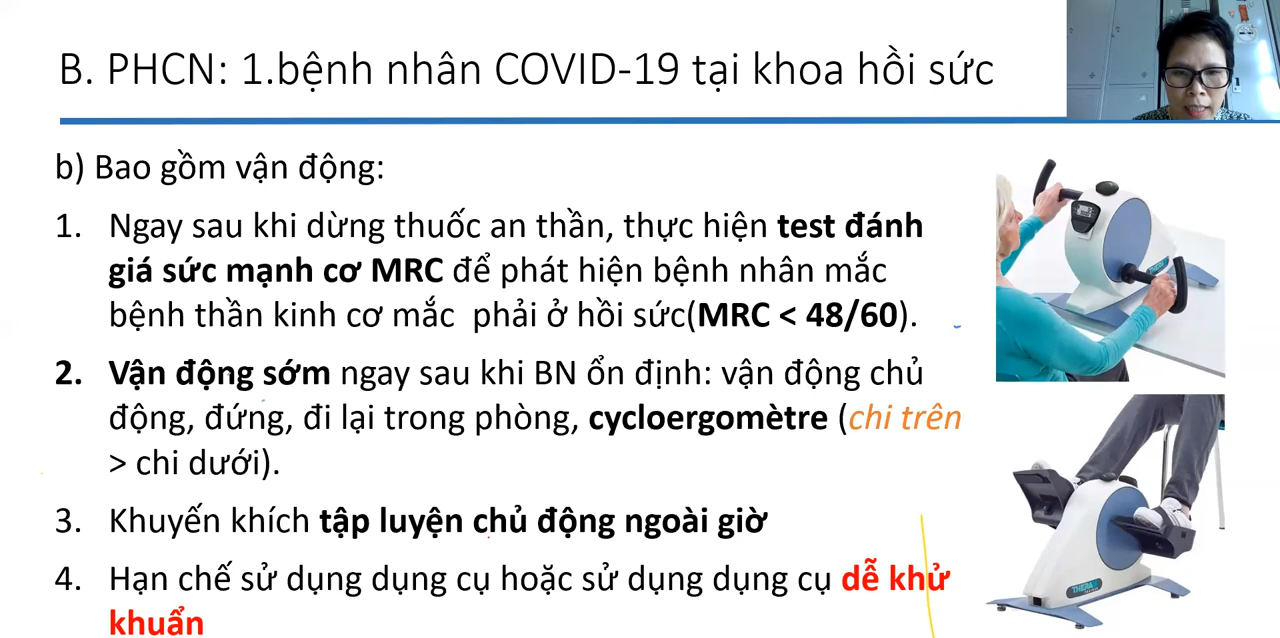 B. PHCN: 1.bệnh nhân COVID-19 tại khoa hồi sức
b) Bao gồm vận động:
1. Ngay sau khi dừng thuốc an thần, thực hiện test đánh
giá sức mạnh cơ MRC để phát hiện bệnh nhân mắc
bệnh thần kinh cơ mắc phải ở hồi sức(MRC < 48/60).
2. Vận động sớm ngay sau khi BN ổn định: vận động chủ
động, đứng, đi lại trong phòng, cycloergomètre (chi trên
> chi dưới).
3. Khuyến khích tập luyện chủ động ngoài giờ
4. Hạn chế sử dụng dụng cụ hoặc sử dụng dụng cụ dễ khử
khuẩn